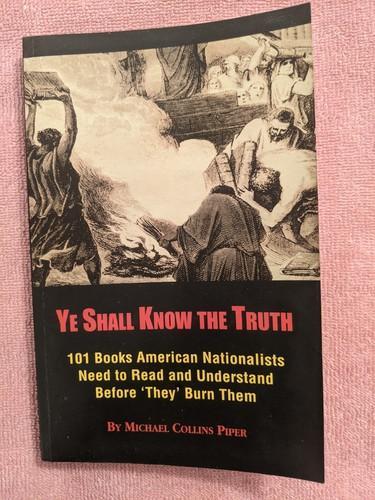 Ye Shall Know the Truth
101 Books American Nationalists
Need to Read and Understand
Before ‘They’ Burn Them
By Michael Collins Piper